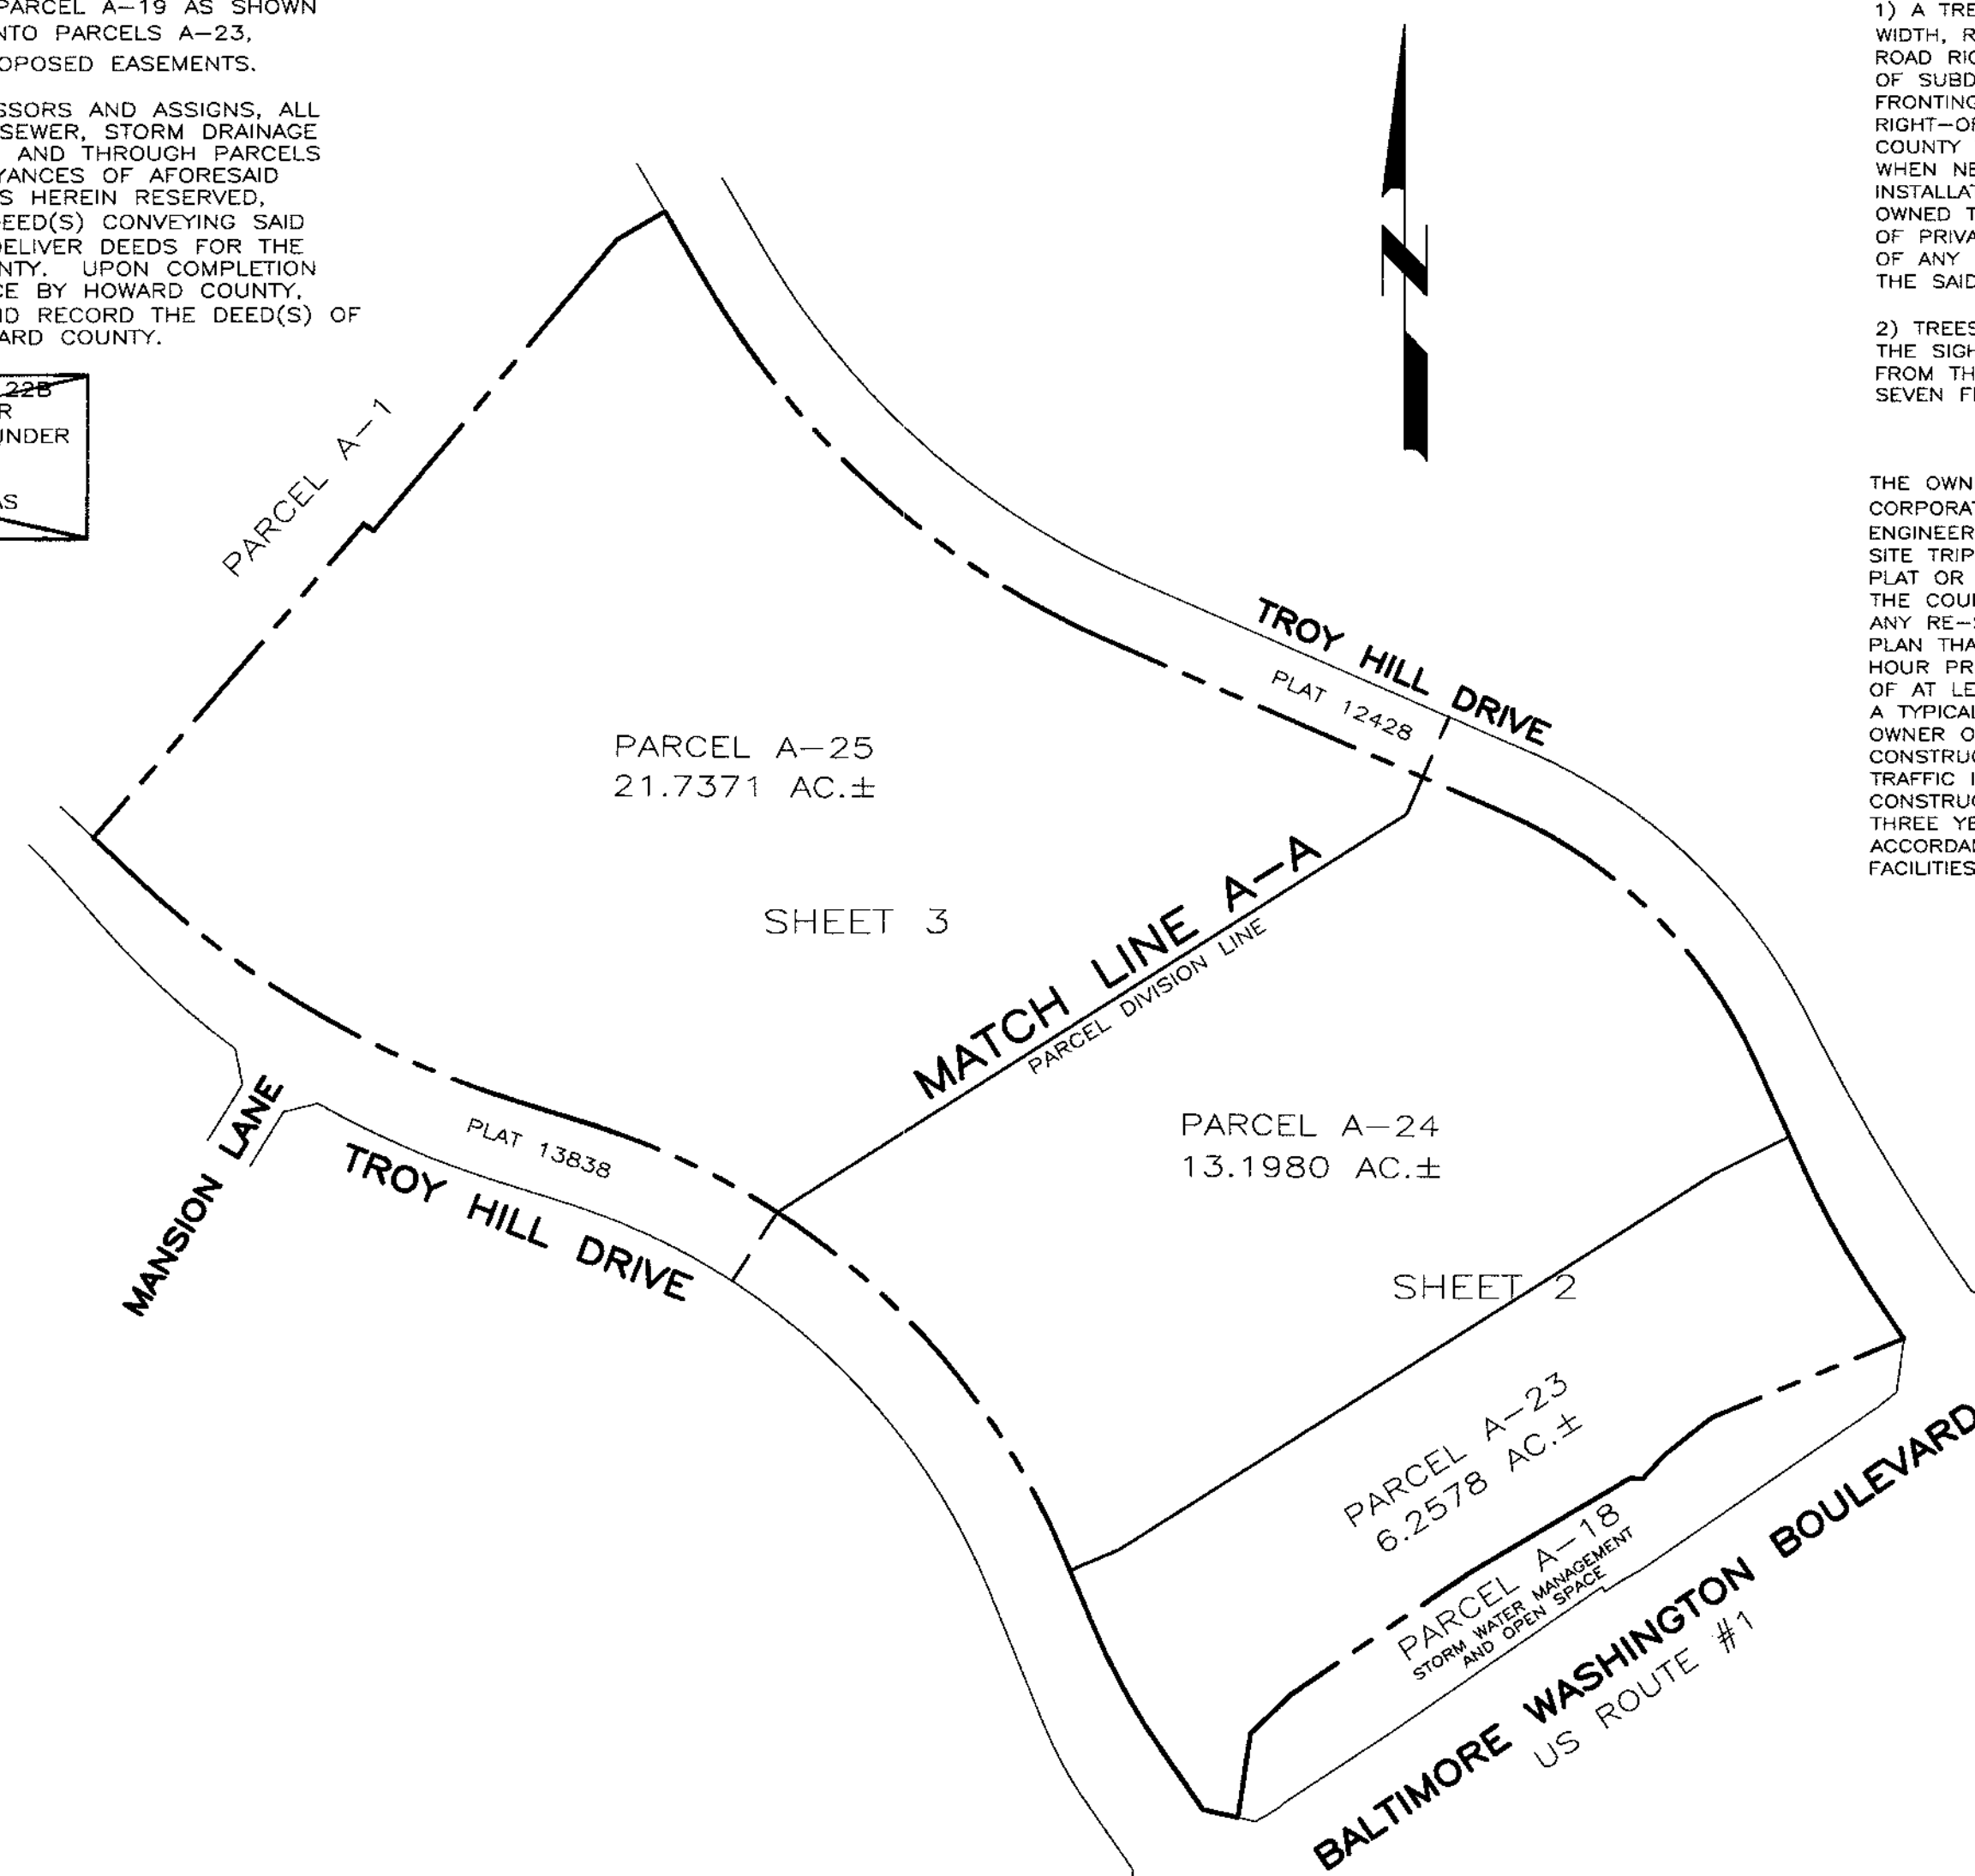 PARCEL A-19 AS SHOWN
NTO PARCELS A-23,
OPOSED EASEMENTS.
SSORS AND ASSIGNS, ALL
SEWER, STORM DRAINAGE
AND THROUGH PARCELS
YANCES OF AFORESAID
S HEREIN RESERVED,
DEED(S) CONVEYING SAID
DELIVER DEEDS FOR THE
NTY. UPON COMPLETION
CE BY HOWARD COUNTY,
ND RECORD THE DEED(S) OF
ARD COUNTY.
22B
R
UNDER
AS
PARCEL A-1
N
PARCEL A-25
21.7371 AC.±
SHEET 3
TROY HILL DRIVE
PLAT 12428
MATCH LINE A-A
PARCEL DIVISION LINE
PARCEL A-24
13.1980 AC.±
SHEET 2
PLAT 13838
MANSION LANE
TROY HILL DRIVE
PARCEL A-23
6.2578 AC.±
PARCEL A-18
STORM WATER MANAGEMENT
AND OPEN SPACE
BALTIMORE WASHINGTON BOULEVARD
US ROUTE #1
1) A TRE
WIDTH, R
ROAD RIG
OF SUBD
FRONTING
RIGHT-OF
COUNTY
WHEN NE
INSTALLAT
OWNED T
OF PRIVA
OF ANY
THE SAID
2) TREES
THE SIGH
FROM TH
SEVEN FE
THE OWN
CORPORAT
ENGINEER
SITE TRIP
PLAT OR
THE COU
ANY RE-S
PLAN THA
HOUR PR
OF AT LE
A TYPICAL
OWNER O
CONSTRUC
TRAFFIC I
CONSTRUC
THREE YE
ACCORDAN
FACILITIES